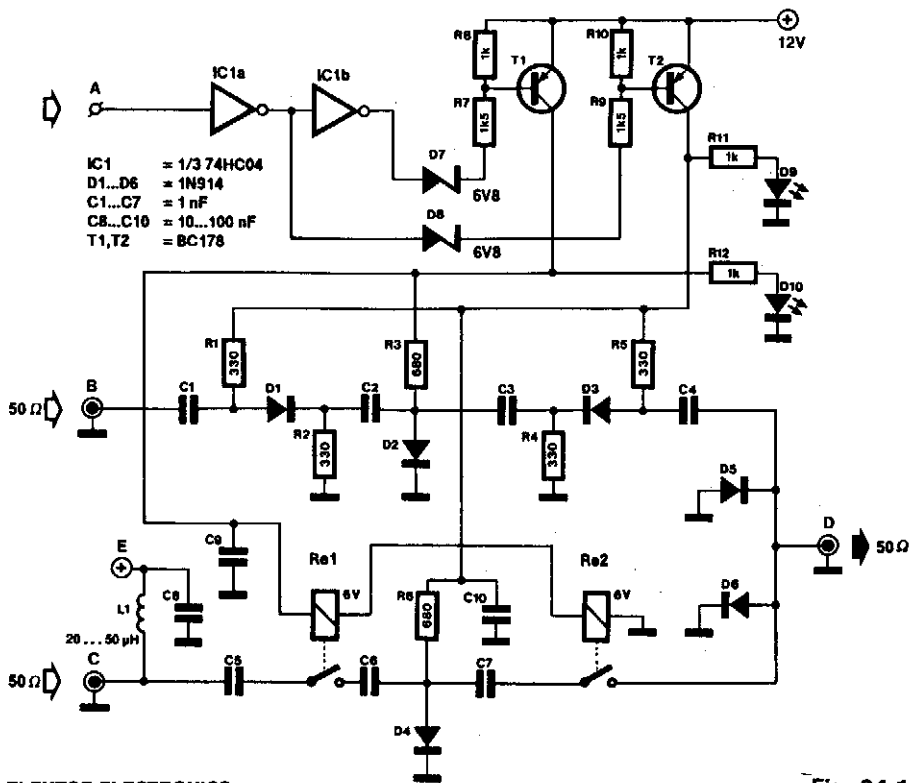 R8
1k
R10
1k
12V
T1
T2
IC1a
IC1b
A
R7
1k5
R9
1k5
R11
1k
D7
6V8
D9
IC1 = 1/3 74HC04
D1...D6 = 1N914
C1...C7 = 1 nF
C8...C10 = 10...100 nF
T1,T2 = BC178
D8
6V8
R12
1k
D10
R1
330
R3
680
R5
330
50 Ω
B
C1
D1
C2
C3
D3
C4
R2
330
D2
R4
330
D5
D
50 Ω
C9
Re1
6V
Re2
6V
E
C8
L1
20 ... 50 µH
R6
680
C10
D6
50 Ω
C
C5
C6
C7
D4